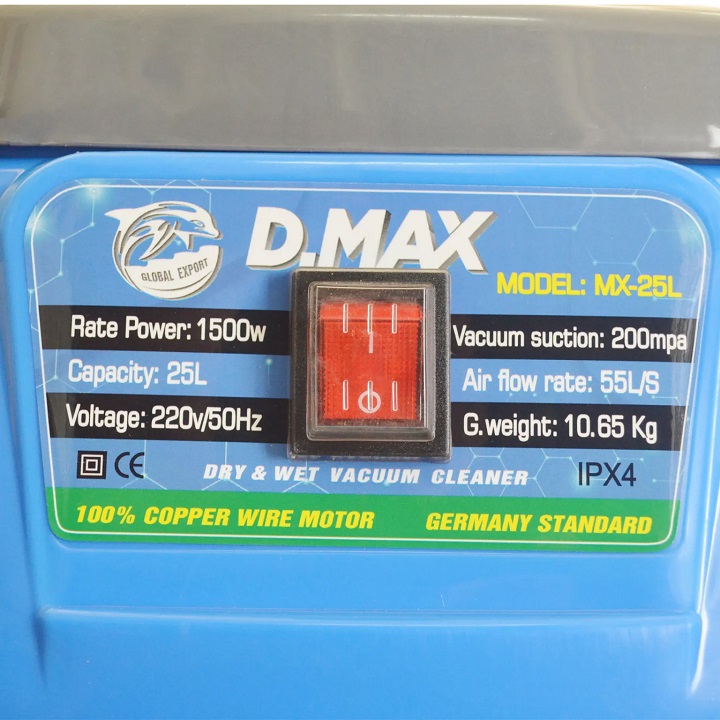 GLOBAL EXPORT
D.MAX
MODEL: MX-25L
Rate Power: 1500w
Vacuum suction: 200mpa
Capacity: 25L
Air flow rate: 55L/S
Voltage: 220v/50Hz
G.weight: 10.65 Kg
CE
DRY & WET VACUUM CLEANER
IPX4
100% COPPER WIRE MOTOR
GERMANY STANDARD